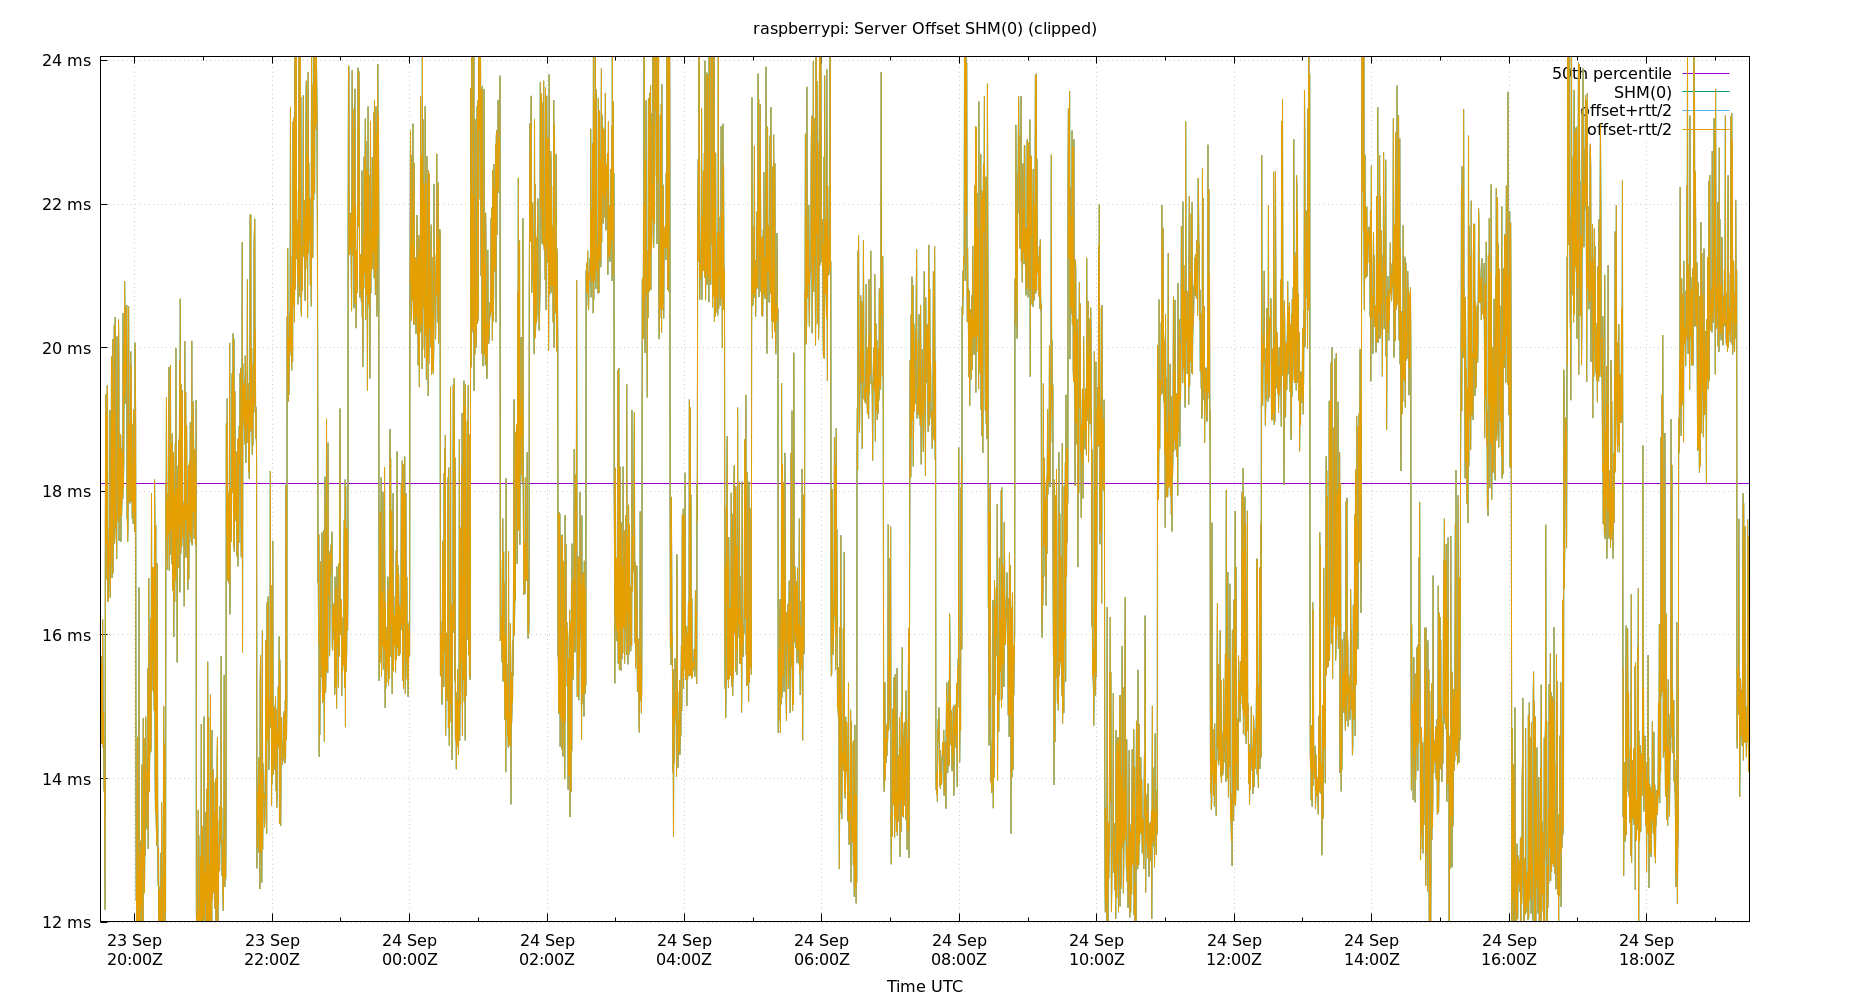 raspberrypi: Server Offset SHM(0) (clipped)
24 ms
22 ms
20 ms
18 ms
16 ms
14 ms
12 ms
50th percentile
SHM(0)
offset+rtt/2
offset-rtt/2
23 Sep 23 Sep 24 Sep 24 Sep 24 Sep 24 Sep 24 Sep 24 Sep 24 Sep 24 Sep 24 Sep 24 Sep
20:00Z 22:00Z 00:00Z 02:00Z 04:00Z 06:00Z 08:00Z 10:00Z 12:00Z 14:00Z 16:00Z 18:00Z
Time UTC